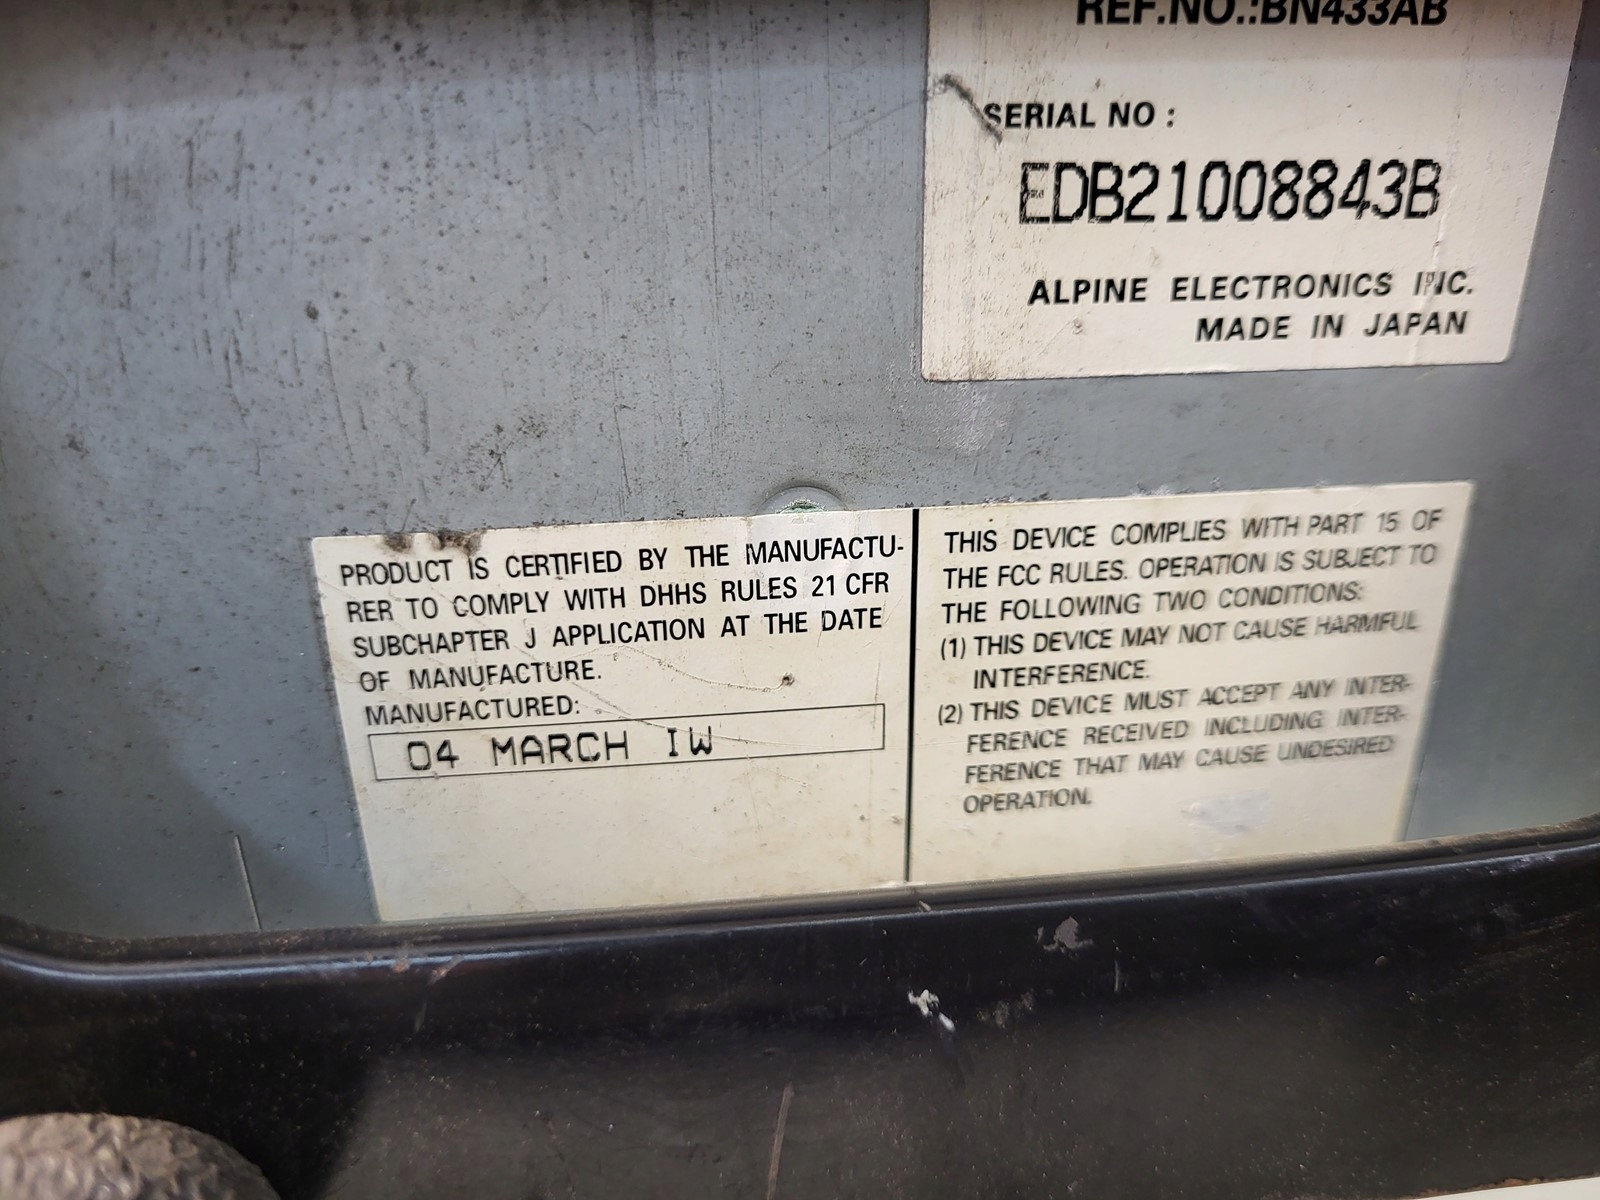 REF.NO.:BN433AB
SERIAL NO :
EDB21008843B
ALPINE ELECTRONICS INC.
MADE IN JAPAN
PRODUCT IS CERTIFIED BY THE MANUFACTU-
RER TO COMPLY WITH DHHS RULES 21 CFR
SUBCHAPTER J APPLICATION AT THE DATE
OF MANUFACTURE.
MANUFACTURED:
04 MARCH IW
THIS DEVICE COMPLIES WITH PART 15 OF
THE FCC RULES. OPERATION IS SUBJECT TO
THE FOLLOWING TWO CONDITIONS:
(1) THIS DEVICE MAY NOT CAUSE HARMFUL
INTERFERENCE.
(2) THIS DEVICE MUST ACCEPT ANY INTER-
FERENCE RECEIVED INCLUDING INTER-
FERENCE THAT MAY CAUSE UNDESIRED
OPERATION.